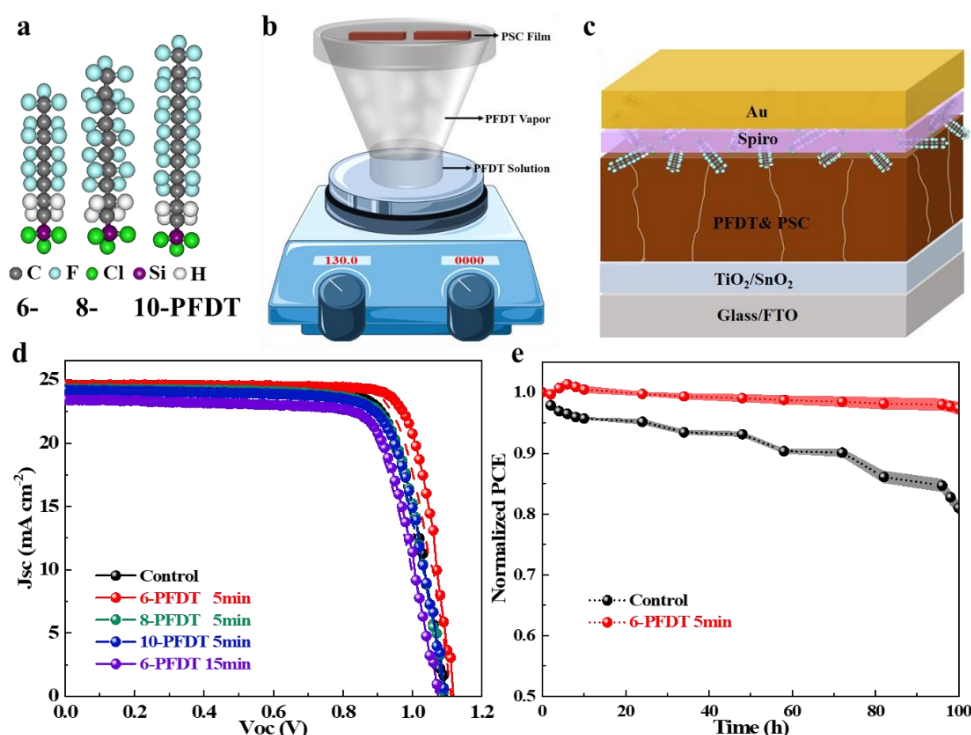 a
C F Cl Si H
6- 8- 10-PFDT
b
PSC Film
PFDT Vapor
PFDT Solution
130.0 0000
c
Au
Spiro
PFDT& PSC
TiO₂/SnO₂
Glass/FTO
d
Jsc (mA cm⁻²)
25
20
15
10
5
0
Control
6-PFDT 5min
8-PFDT 5min
10-PFDT 5min
6-PFDT 15min
0.0 0.2 0.4 0.6 0.8 1.0 1.2
Voc (V)
e
Normalized PCE
1.0
0.9
0.8
0.7
0.6
0.5
Control
6-PFDT 5min
0 20 40 60 80 100
Time (h)